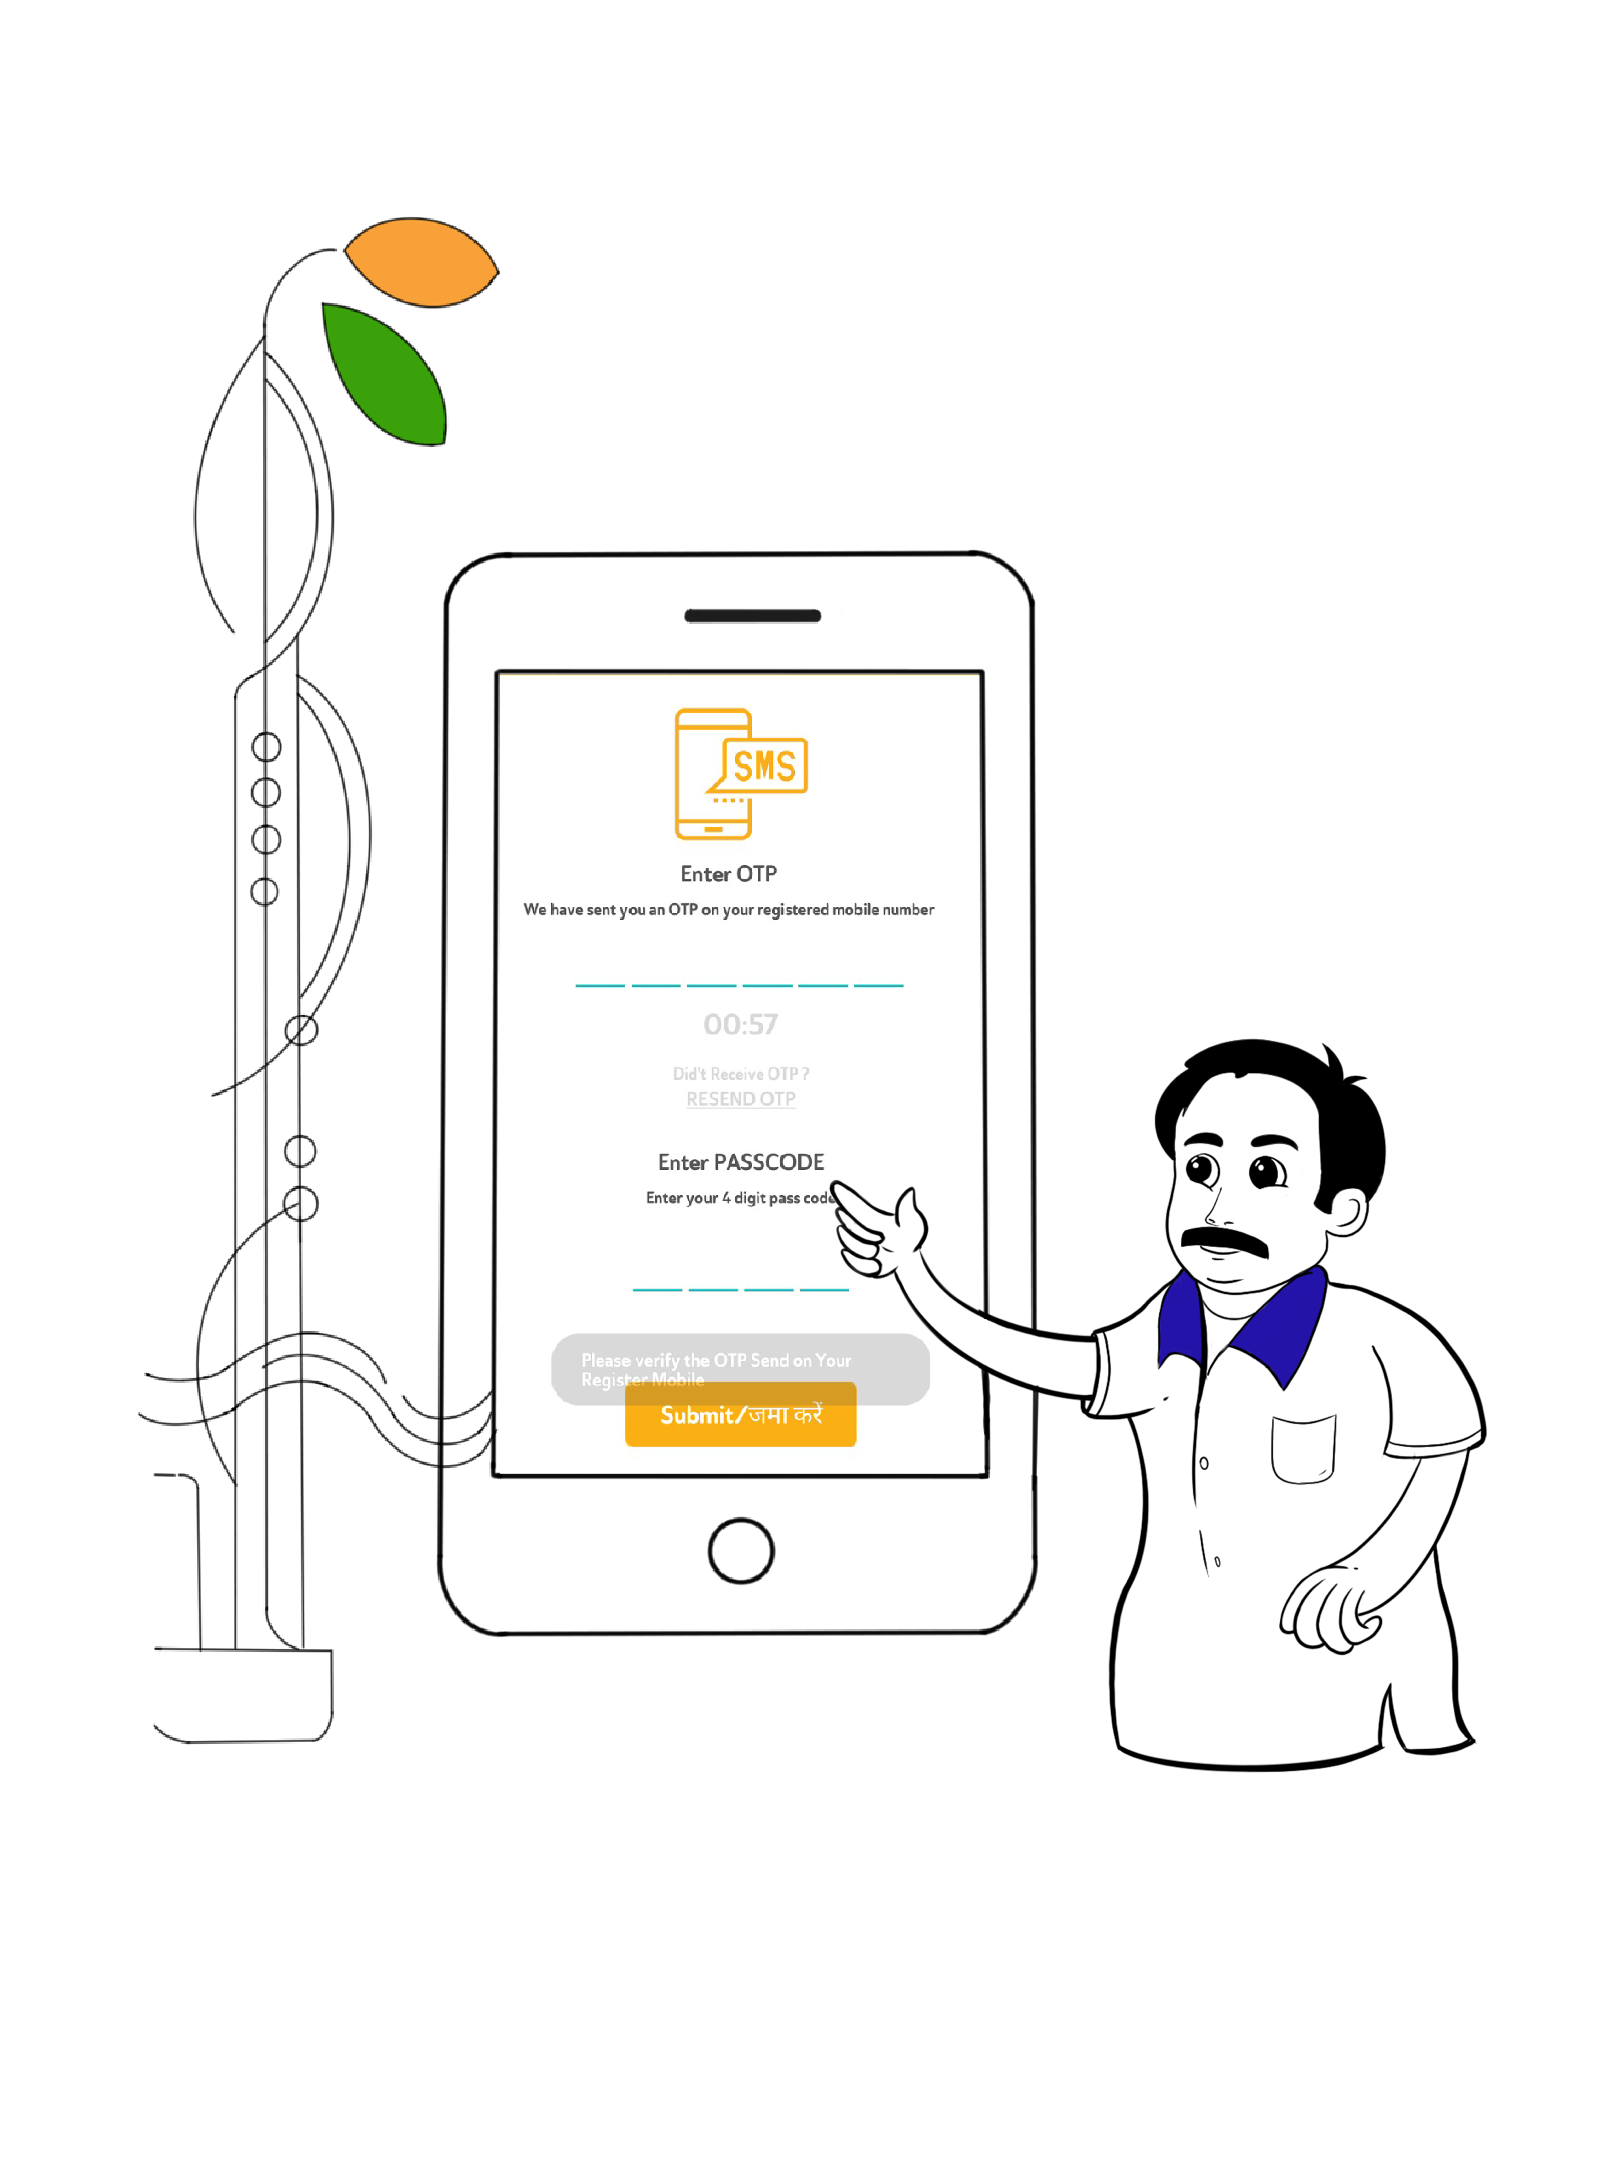 SMS
Enter OTP
We have sent you an OTP on your registered mobile number
00:57
Did't Receive OTP ?
RESEND OTP
Enter PASSCODE
Enter your 4 digit pass code
Please verify the OTP Send on Your
Register Mobile
Submit/जमा करें